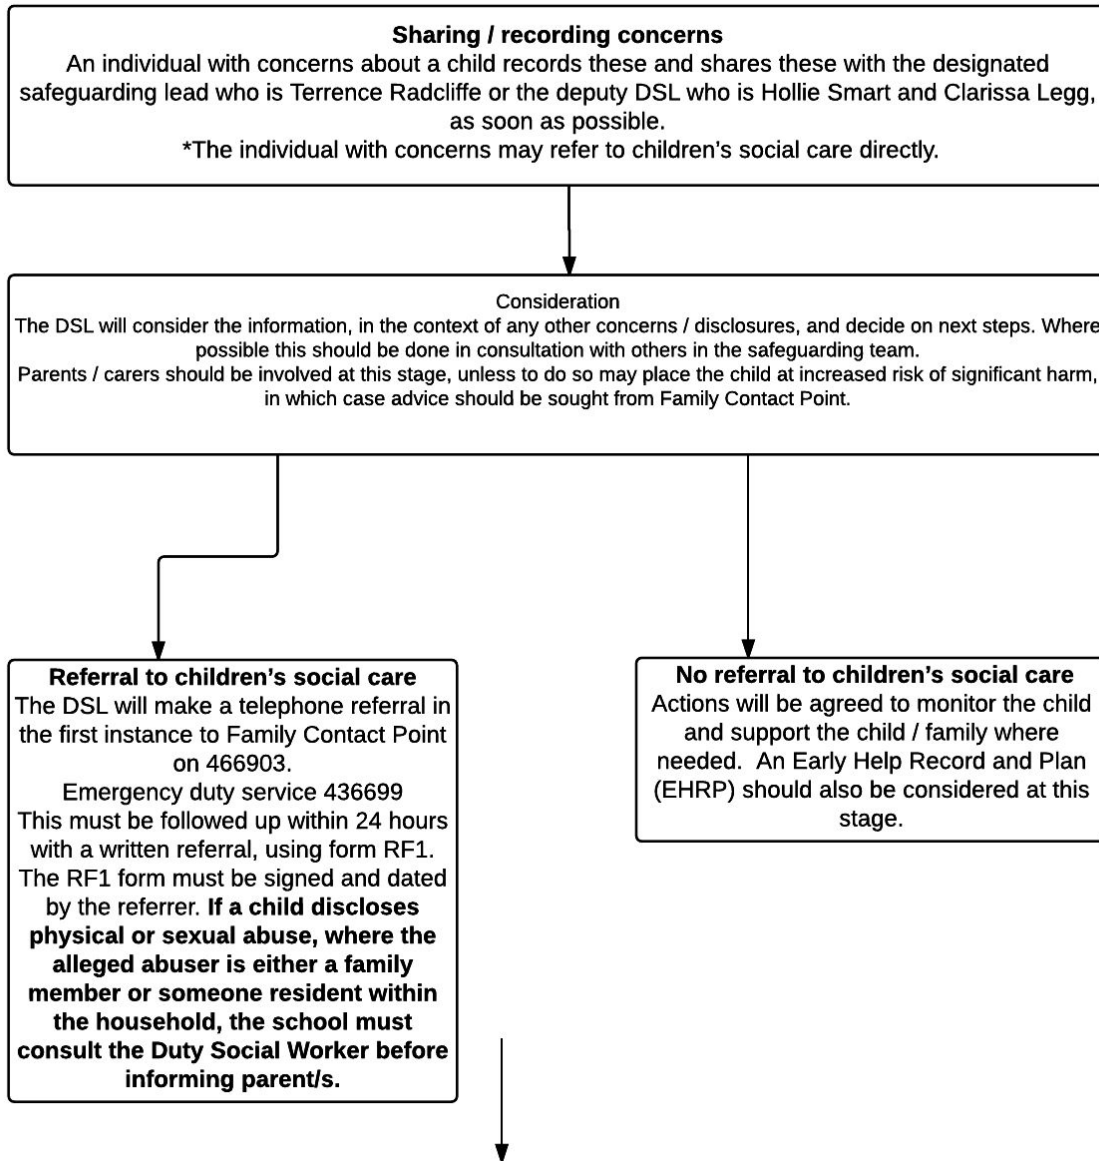 Sharing / recording concerns
An individual with concerns about a child records these and shares these with the designated
safeguarding lead who is Terrence Radcliffe or the deputy DSL who is Hollie Smart and Clarissa Legg,
as soon as possible.
*The individual with concerns may refer to children’s social care directly.
Consideration
The DSL will consider the information, in the context of any other concerns / disclosures, and decide on next steps. Where
possible this should be done in consultation with others in the safeguarding team.
Parents / carers should be involved at this stage, unless to do so may place the child at increased risk of significant harm,
in which case advice should be sought from Family Contact Point.
Referral to children’s social care
The DSL will make a telephone referral in
the first instance to Family Contact Point
on 466903.
Emergency duty service 436699
This must be followed up within 24 hours
with a written referral, using form RF1.
The RF1 form must be signed and dated
by the referrer. If a child discloses
physical or sexual abuse, where the
alleged abuser is either a family
member or someone resident within
the household, the school must
consult the Duty Social Worker before
informing parent/s.
No referral to children’s social care
Actions will be agreed to monitor the child
and support the child / family where
needed.  An Early Help Record and Plan
(EHRP) should also be considered at this
stage.